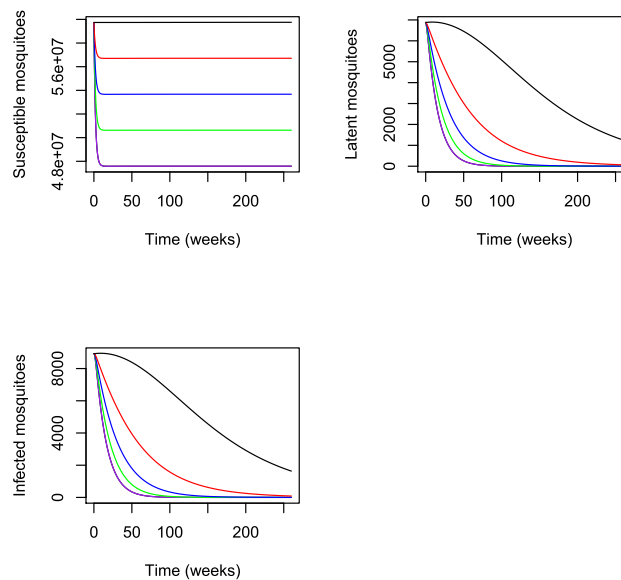 Susceptible mosquitoes
4.8e+07 5.6e+07
0 50 100 200
Time (weeks)
Latent mosquitoes
0 2000 5000
0 50 100 200
Time (weeks)
Infected mosquitoes
0 4000 8000
0 50 100 200
Time (weeks)